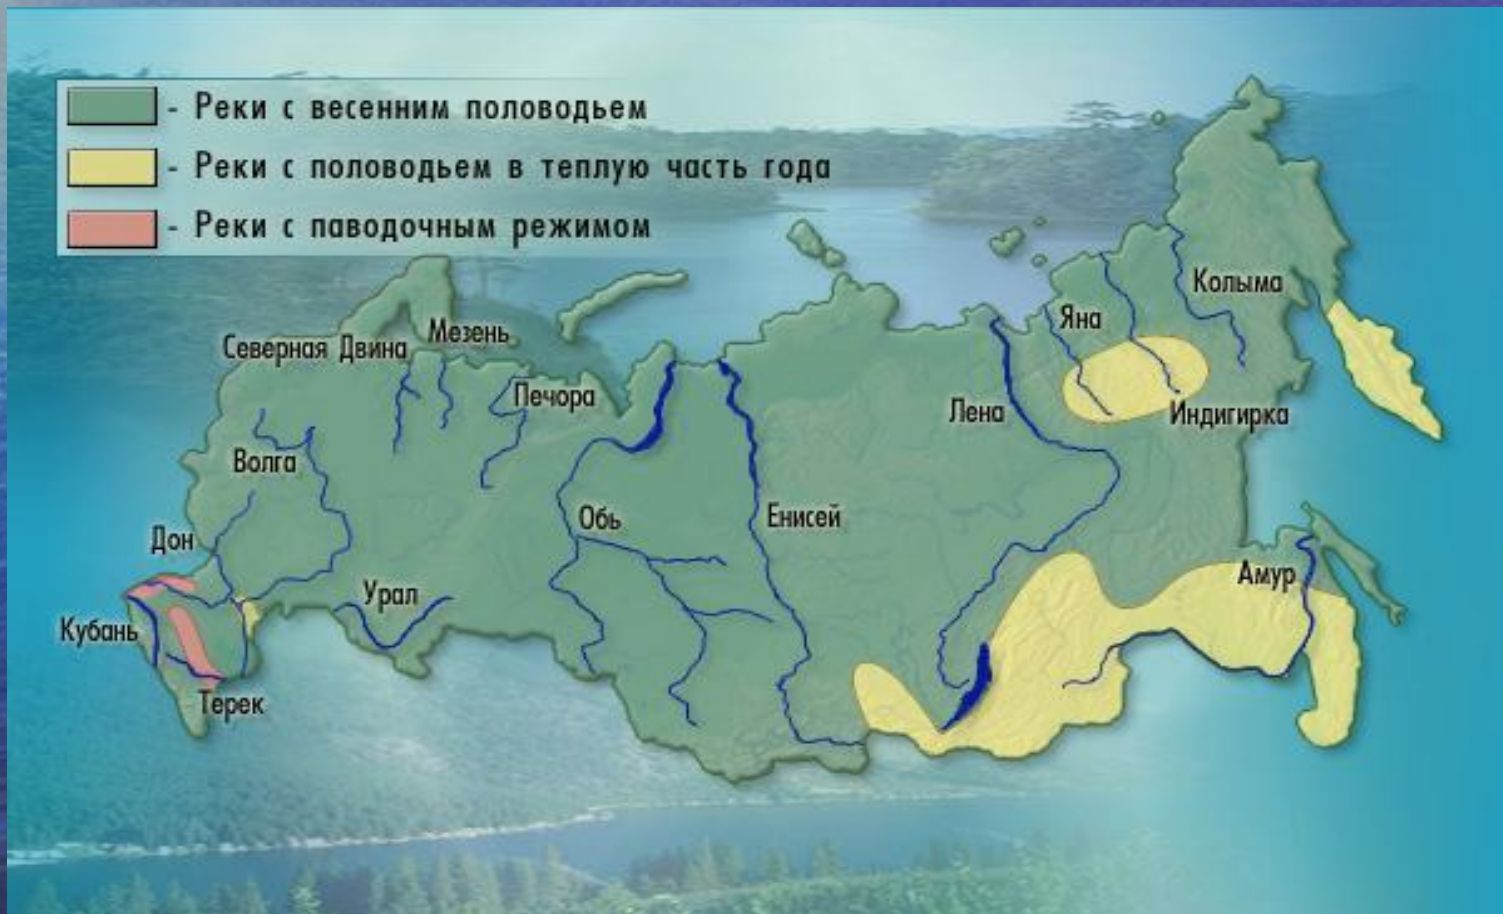 - Реки с весенним половодьем
- Реки с половодьем в теплую часть года
- Реки с паводочным режимом
Колыма
Яна
Мезень
Северная Двина
Печора
Лена
Индигирка
Волга
Обь
Енисей
Дон
Амур
Урал
Кубань
Терек